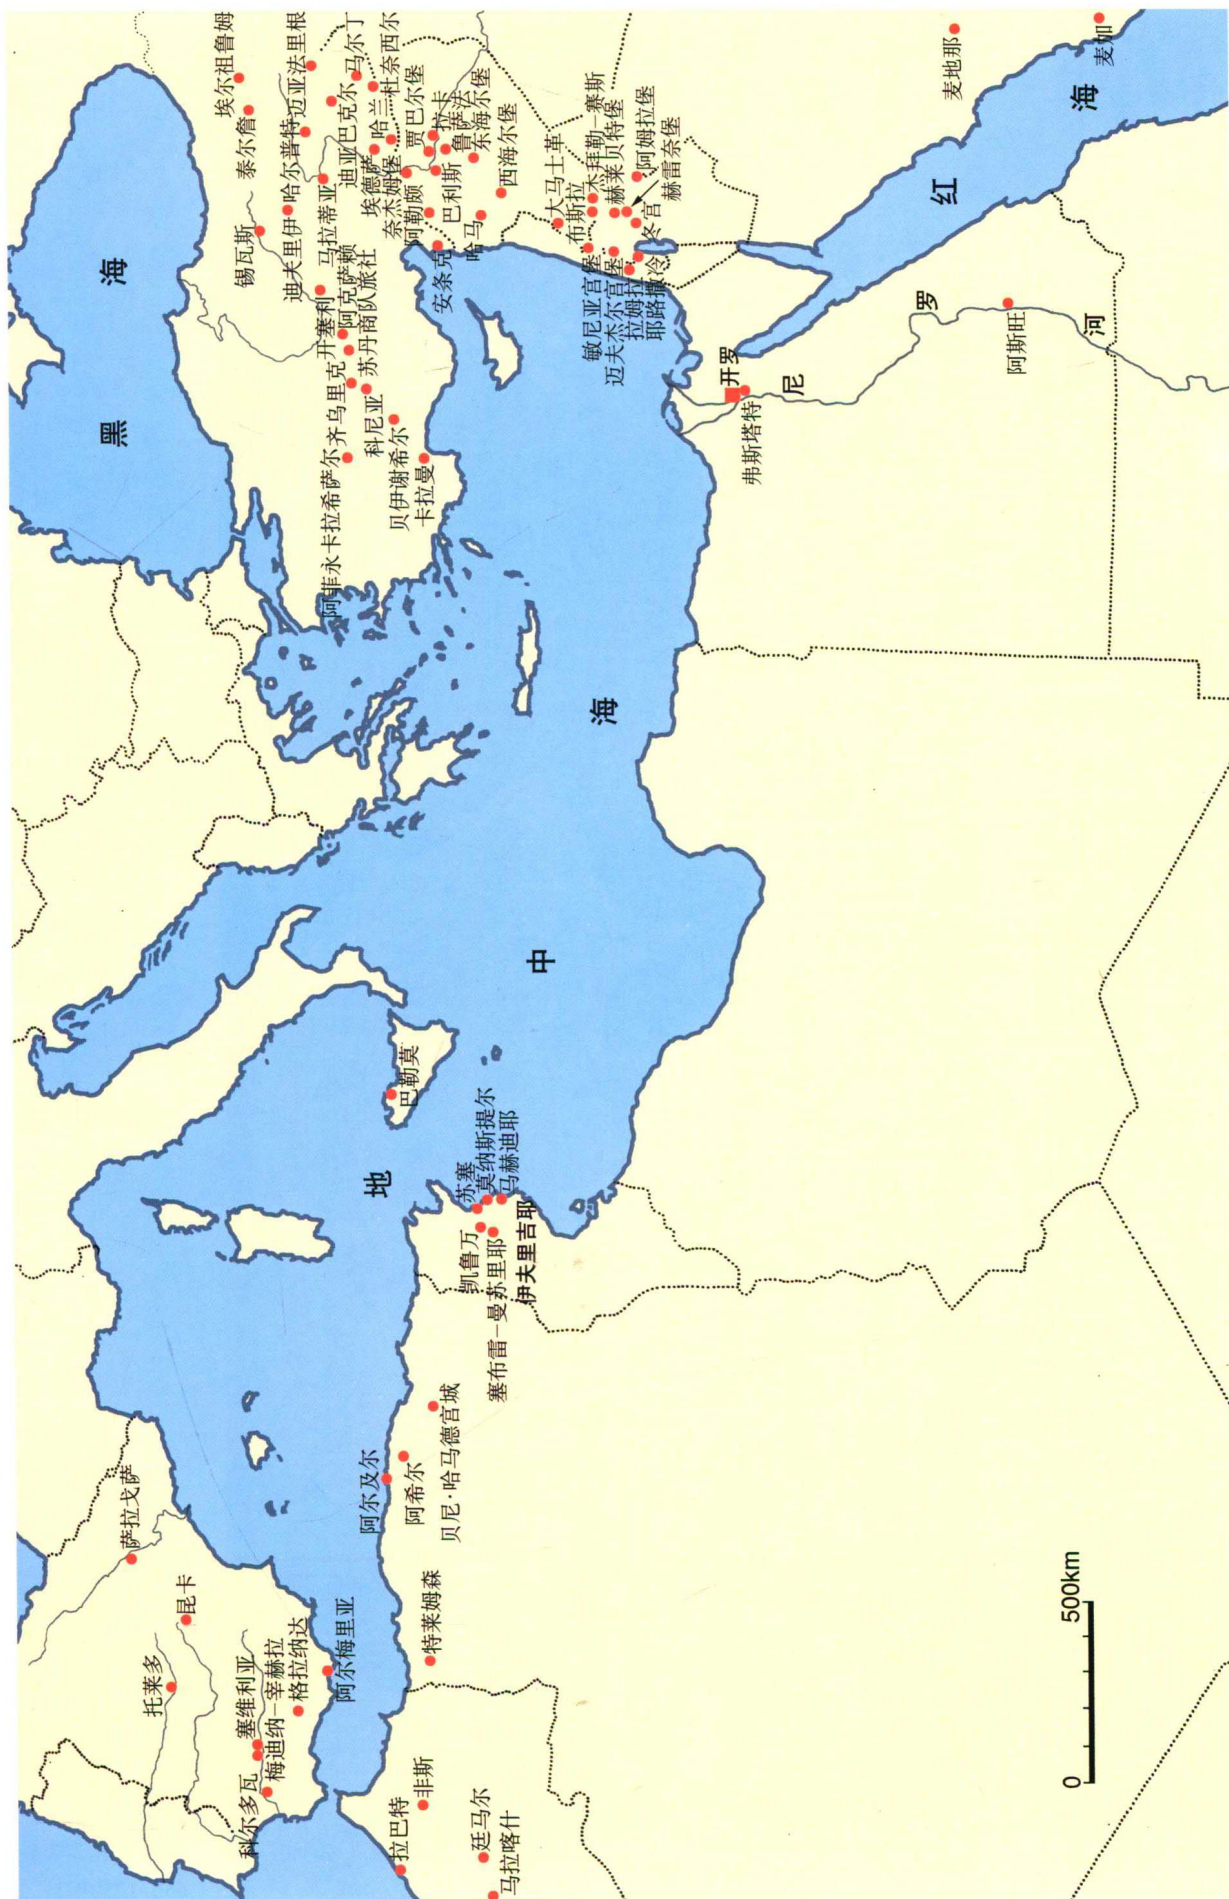 黑海
地中海
红海
尼罗河
埃尔祖鲁姆
泰尔詹
锡瓦斯
迪夫里伊
哈尔普特
迈亚法里根
马拉蒂亚
迪亚巴克尔
马尔丁
埃德萨
哈兰
杜奈西尔
奈杰姆堡
贾巴尔堡
阿勒颇
拉卡
巴利斯
鲁萨法
东海尔堡
西海尔堡
哈马
安条克
开塞利
阿克萨赖
苏丹商队旅社
齐乌里克
科尼亚
阿菲永卡拉希萨尔
贝伊谢希尔
卡拉曼
大马士革
布斯拉
木拜勒-赛斯
赫莱贝特堡
阿姆拉堡
赫雷奈堡
冬宫
敏尼亚宫堡
迈夫杰尔宫堡
拉姆拉
耶路撒冷
开罗
弗斯塔特
阿斯旺
麦地那
麦加
巴勒莫
苏塞
莫纳斯提尔
马赫迪耶
凯鲁万
塞布雷-曼苏里耶
伊夫里吉耶
阿尔及尔
阿希尔
贝尼·哈马德宫城
特莱姆森
萨拉戈萨
昆卡
托莱多
塞维利亚
梅迪纳-宰赫拉
格拉纳达
阿尔梅里亚
科尔多瓦
拉巴特
非斯
廷马尔
马拉喀什
0 500km